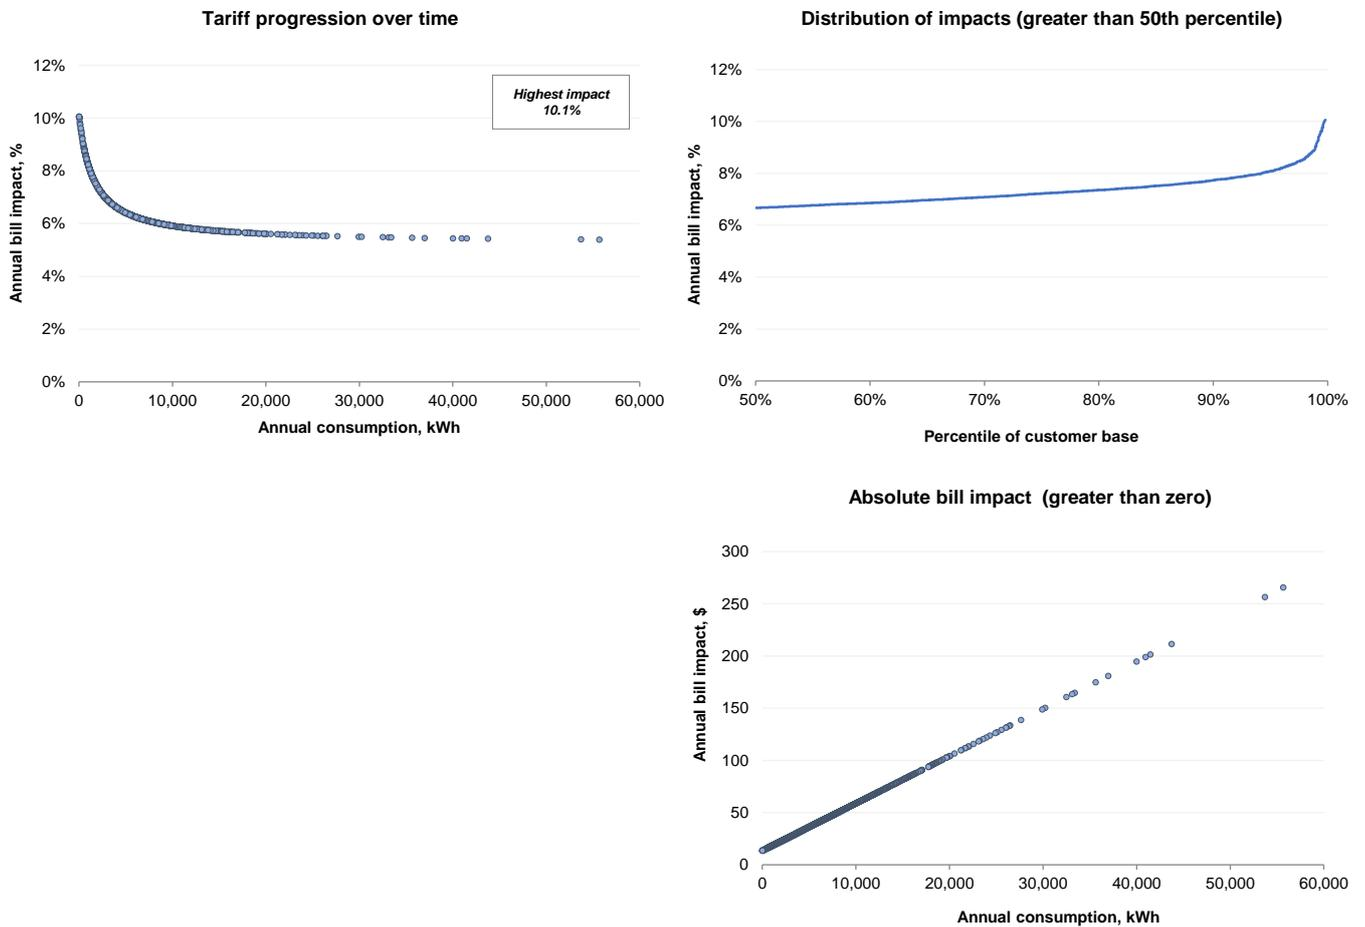 Tariff progression over time
12%
10%
8%
6%
4%
2%
0%
Annual bill impact, %
Highest impact
10.1%
0 10,000 20,000 30,000 40,000 50,000 60,000
Annual consumption, kWh
Distribution of impacts (greater than 50th percentile)
12%
10%
8%
6%
4%
2%
0%
Annual bill impact, %
50% 60% 70% 80% 90% 100%
Percentile of customer base
Absolute bill impact  (greater than zero)
300
250
200
150
100
50
0
Annual bill impact, $
0 10,000 20,000 30,000 40,000 50,000 60,000
Annual consumption, kWh